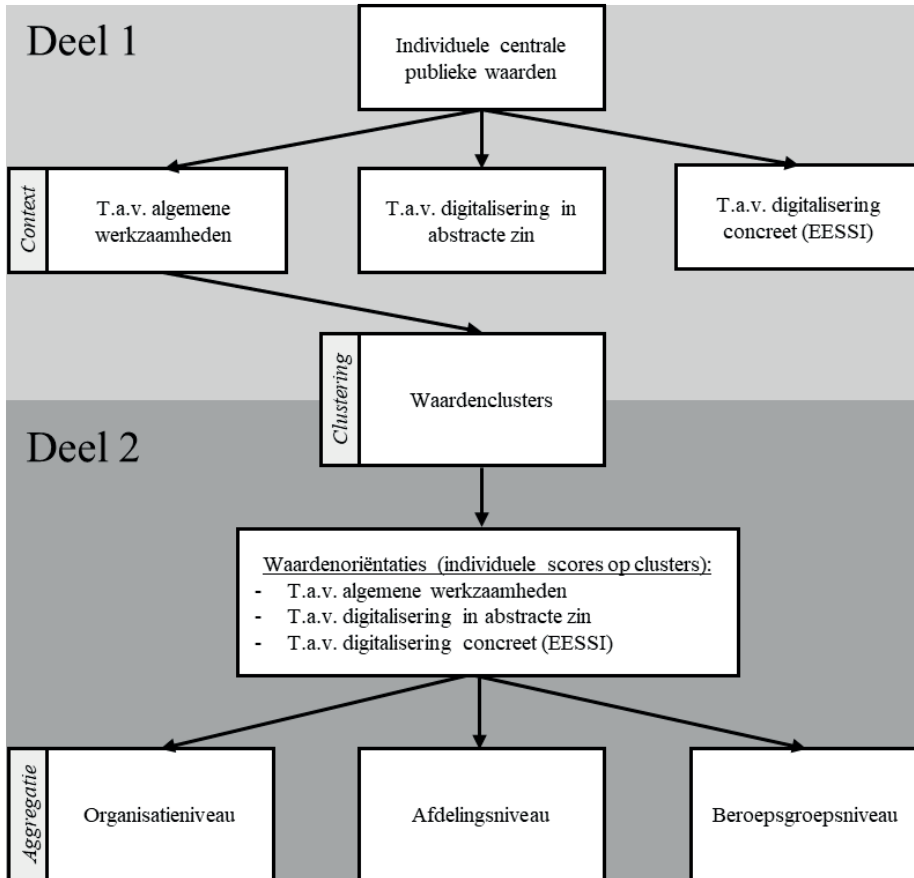 Deel 1
Individuele centrale
publieke waarden
Context
T.a.v. algemene
werkzaamheden
T.a.v. digitalisering in
abstracte zin
T.a.v. digitalisering
concreet (EESSI)
Clustering
Waardenclusters
Deel 2
Waardenoriëntaties (individuele scores op clusters):
- T.a.v. algemene werkzaamheden
- T.a.v. digitalisering in abstracte zin
- T.a.v. digitalisering concreet (EESSI)
Aggregatie
Organisatieniveau
Afdelingsniveau
Beroepsgroepsniveau